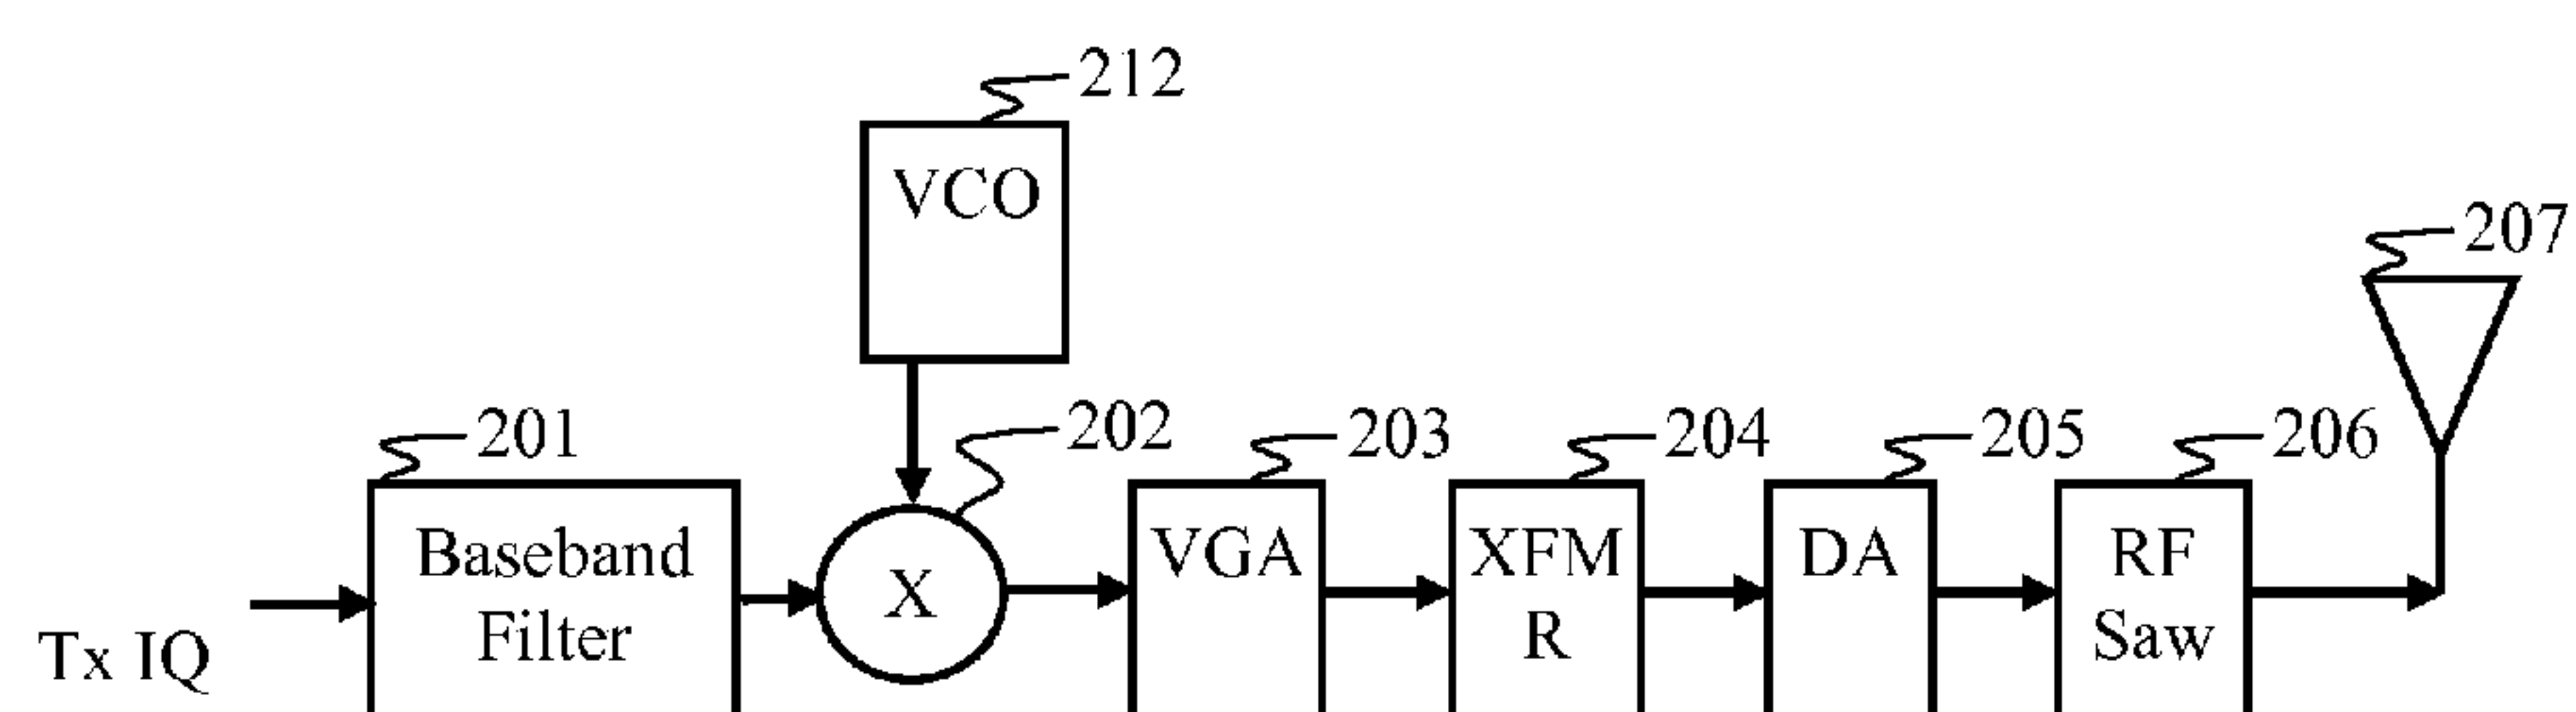 212
VCO
207
201
202
203
204
205
206
Baseband
Filter
X
VGA
XFM
R
DA
RF
Saw
Tx IQ